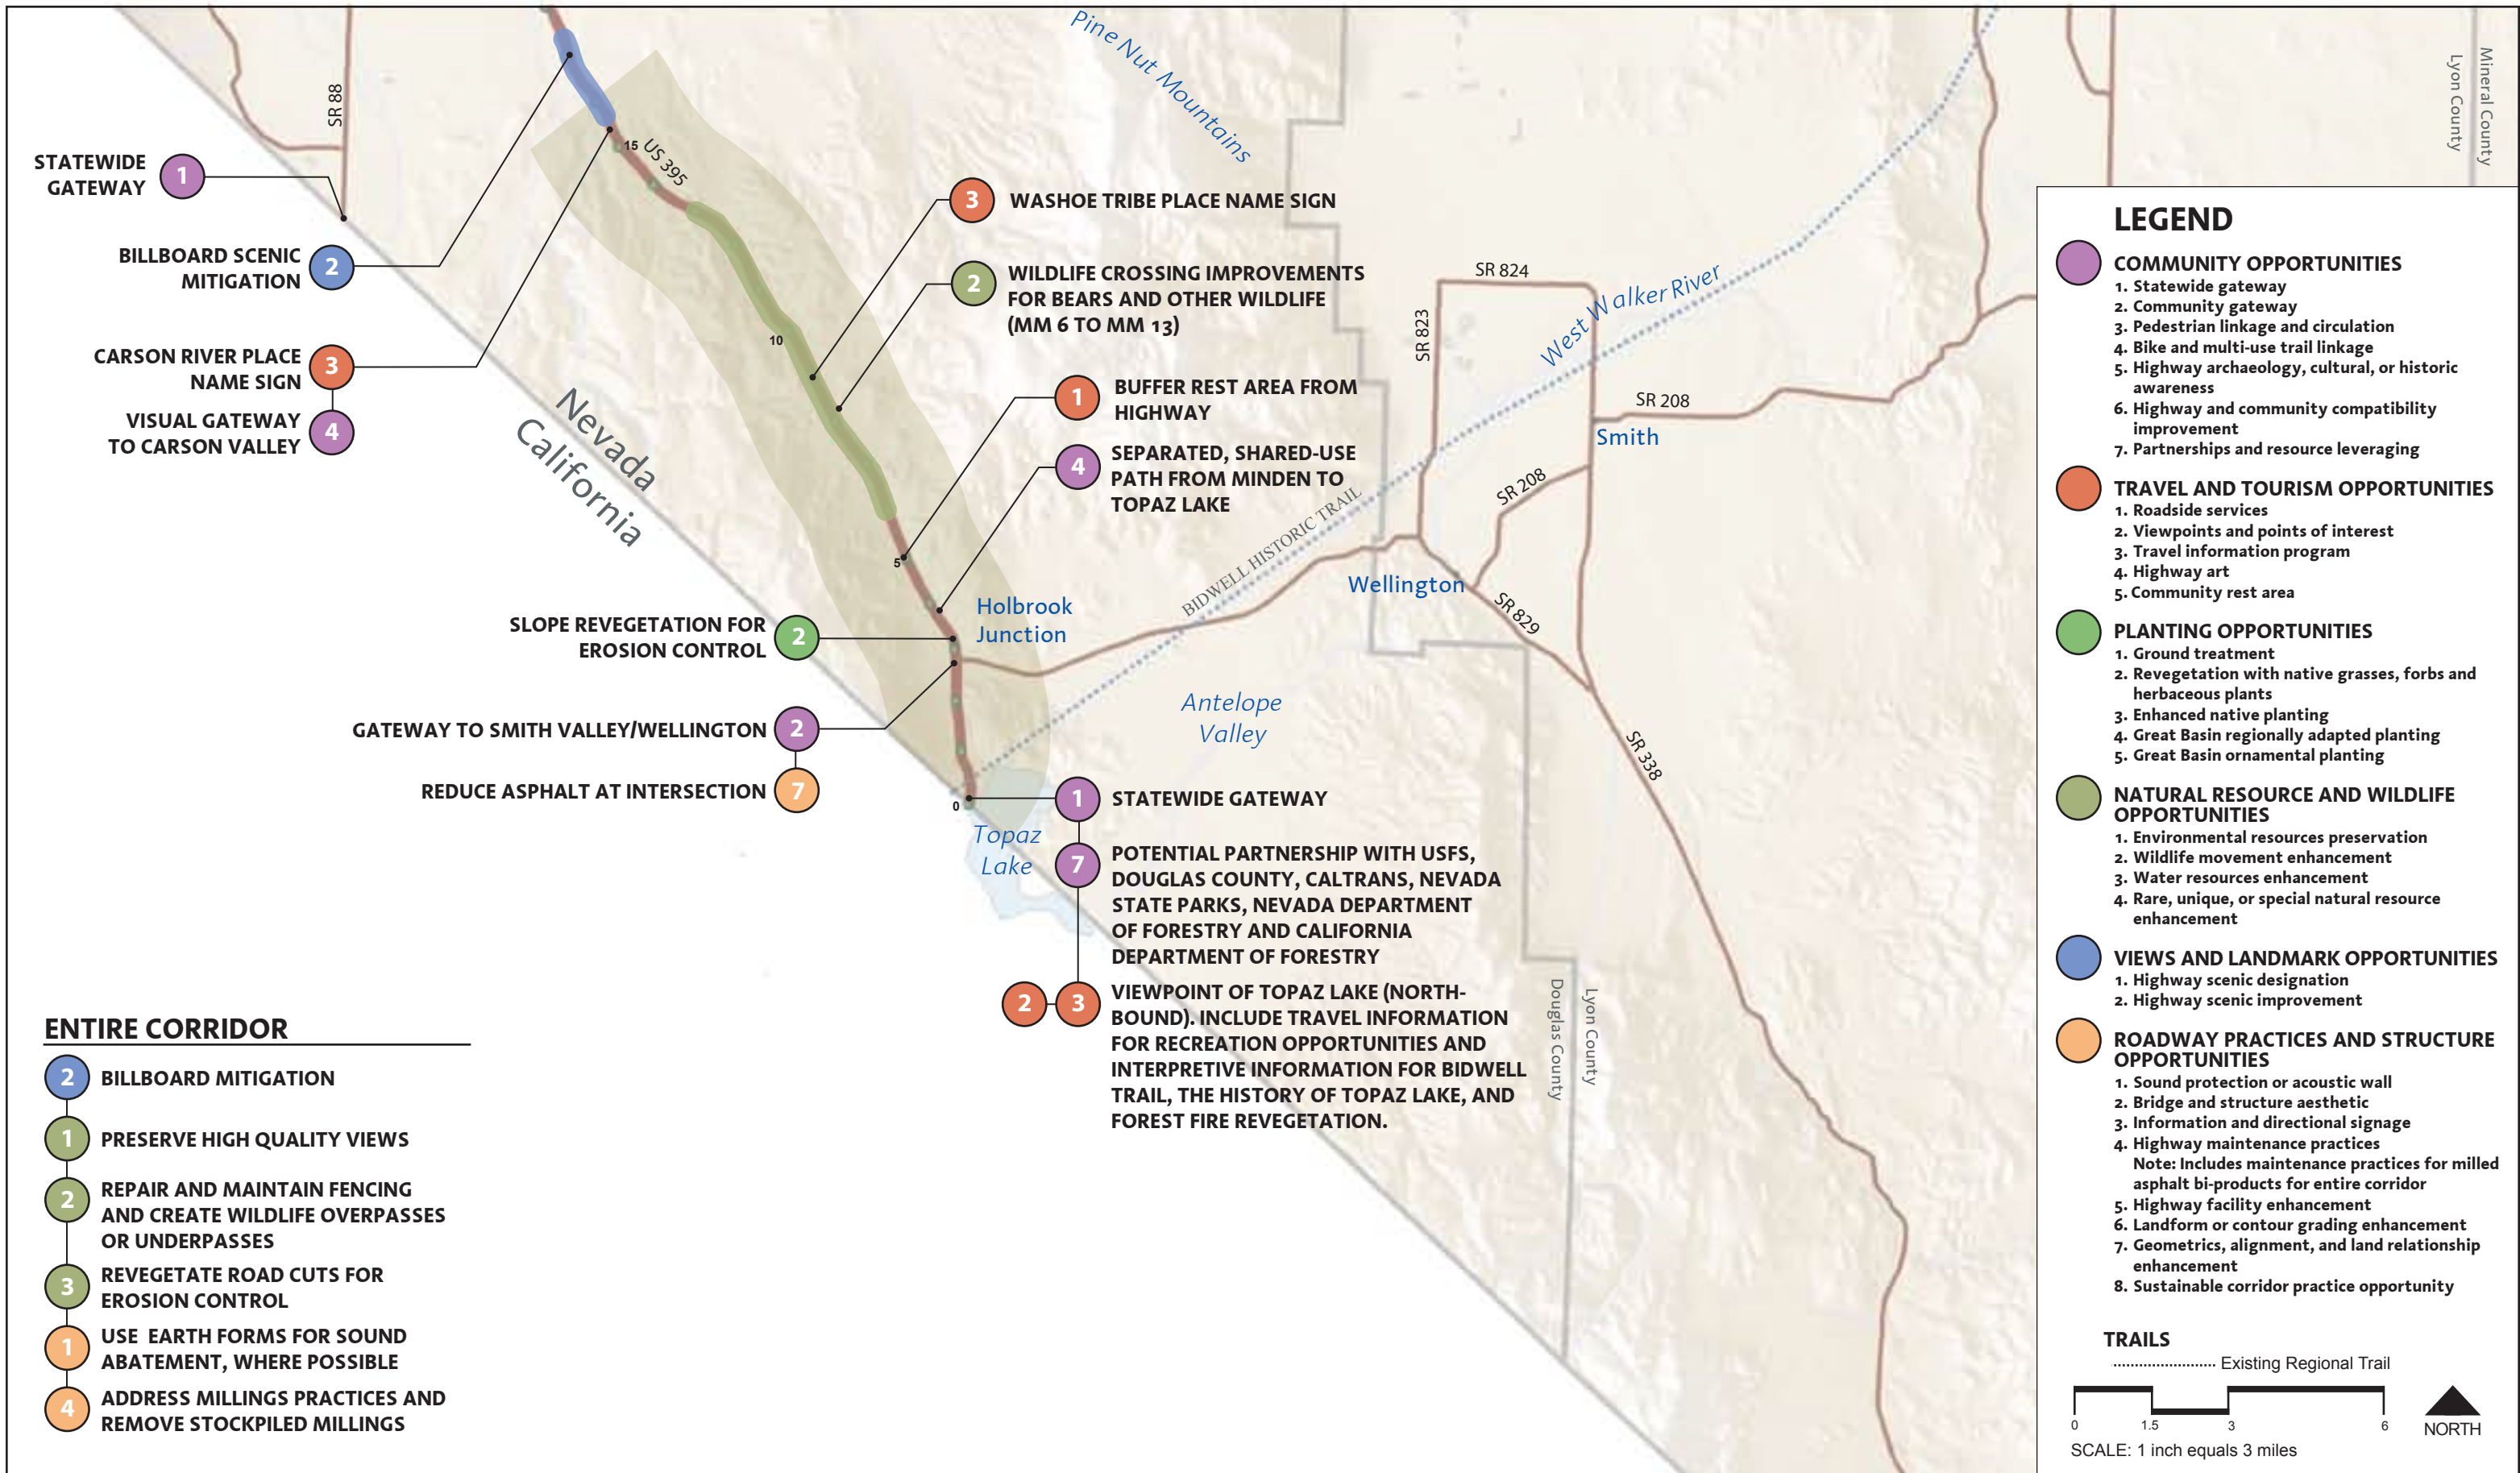 Pine Nut Mountains
SR 88
Mineral County
Lyon County
STATEWIDE
GATEWAY
1
BILLBOARD SCENIC
MITIGATION
2
CARSON RIVER PLACE
NAME SIGN
3
VISUAL GATEWAY
TO CARSON VALLEY
4
15
US 395
10
5
0
Nevada
California
3
WASHOE TRIBE PLACE NAME SIGN
2
WILDLIFE CROSSING IMPROVEMENTS
FOR BEARS AND OTHER WILDLIFE
(MM 6 TO MM 13)
1
BUFFER REST AREA FROM
HIGHWAY
4
SEPARATED, SHARED-USE
PATH FROM MINDEN TO
TOPAZ LAKE
SR 824
SR 823
West Walker River
SR 208
Smith
SR 208
BIDWELL HISTORIC TRAIL
Wellington
SR 829
SR 338
Holbrook
Junction
Antelope
Valley
SLOPE REVEGETATION FOR
EROSION CONTROL
2
GATEWAY TO SMITH VALLEY/WELLINGTON
2
REDUCE ASPHALT AT INTERSECTION
7
Topaz
Lake
1
STATEWIDE GATEWAY
7
POTENTIAL PARTNERSHIP WITH USFS,
DOUGLAS COUNTY, CALTRANS, NEVADA
STATE PARKS, NEVADA DEPARTMENT
OF FORESTRY AND CALIFORNIA
DEPARTMENT OF FORESTRY
2
3
VIEWPOINT OF TOPAZ LAKE (NORTH-
BOUND). INCLUDE TRAVEL INFORMATION
FOR RECREATION OPPORTUNITIES AND
INTERPRETIVE INFORMATION FOR BIDWELL
TRAIL, THE HISTORY OF TOPAZ LAKE, AND
FOREST FIRE REVEGETATION.
Douglas County
Lyon County
ENTIRE CORRIDOR
2
BILLBOARD MITIGATION
1
PRESERVE HIGH QUALITY VIEWS
2
REPAIR AND MAINTAIN FENCING
AND CREATE WILDLIFE OVERPASSES
OR UNDERPASSES
3
REVEGETATE ROAD CUTS FOR
EROSION CONTROL
1
USE EARTH FORMS FOR SOUND
ABATEMENT, WHERE POSSIBLE
4
ADDRESS MILLINGS PRACTICES AND
REMOVE STOCKPILED MILLINGS
LEGEND
COMMUNITY OPPORTUNITIES
1. Statewide gateway
2. Community gateway
3. Pedestrian linkage and circulation
4. Bike and multi-use trail linkage
5. Highway archaeology, cultural, or historic
awareness
6. Highway and community compatibility
improvement
7. Partnerships and resource leveraging
TRAVEL AND TOURISM OPPORTUNITIES
1. Roadside services
2. Viewpoints and points of interest
3. Travel information program
4. Highway art
5. Community rest area
PLANTING OPPORTUNITIES
1. Ground treatment
2. Revegetation with native grasses, forbs and
herbaceous plants
3. Enhanced native planting
4. Great Basin regionally adapted planting
5. Great Basin ornamental planting
NATURAL RESOURCE AND WILDLIFE
OPPORTUNITIES
1. Environmental resources preservation
2. Wildlife movement enhancement
3. Water resources enhancement
4. Rare, unique, or special natural resource
enhancement
VIEWS AND LANDMARK OPPORTUNITIES
1. Highway scenic designation
2. Highway scenic improvement
ROADWAY PRACTICES AND STRUCTURE
OPPORTUNITIES
1. Sound protection or acoustic wall
2. Bridge and structure aesthetic
3. Information and directional signage
4. Highway maintenance practices
Note: Includes maintenance practices for milled
asphalt bi-products for entire corridor
5. Highway facility enhancement
6. Landform or contour grading enhancement
7. Geometrics, alignment, and land relationship
enhancement
8. Sustainable corridor practice opportunity
TRAILS
Existing Regional Trail
0 1.5 3 6
NORTH
SCALE: 1 inch equals 3 miles